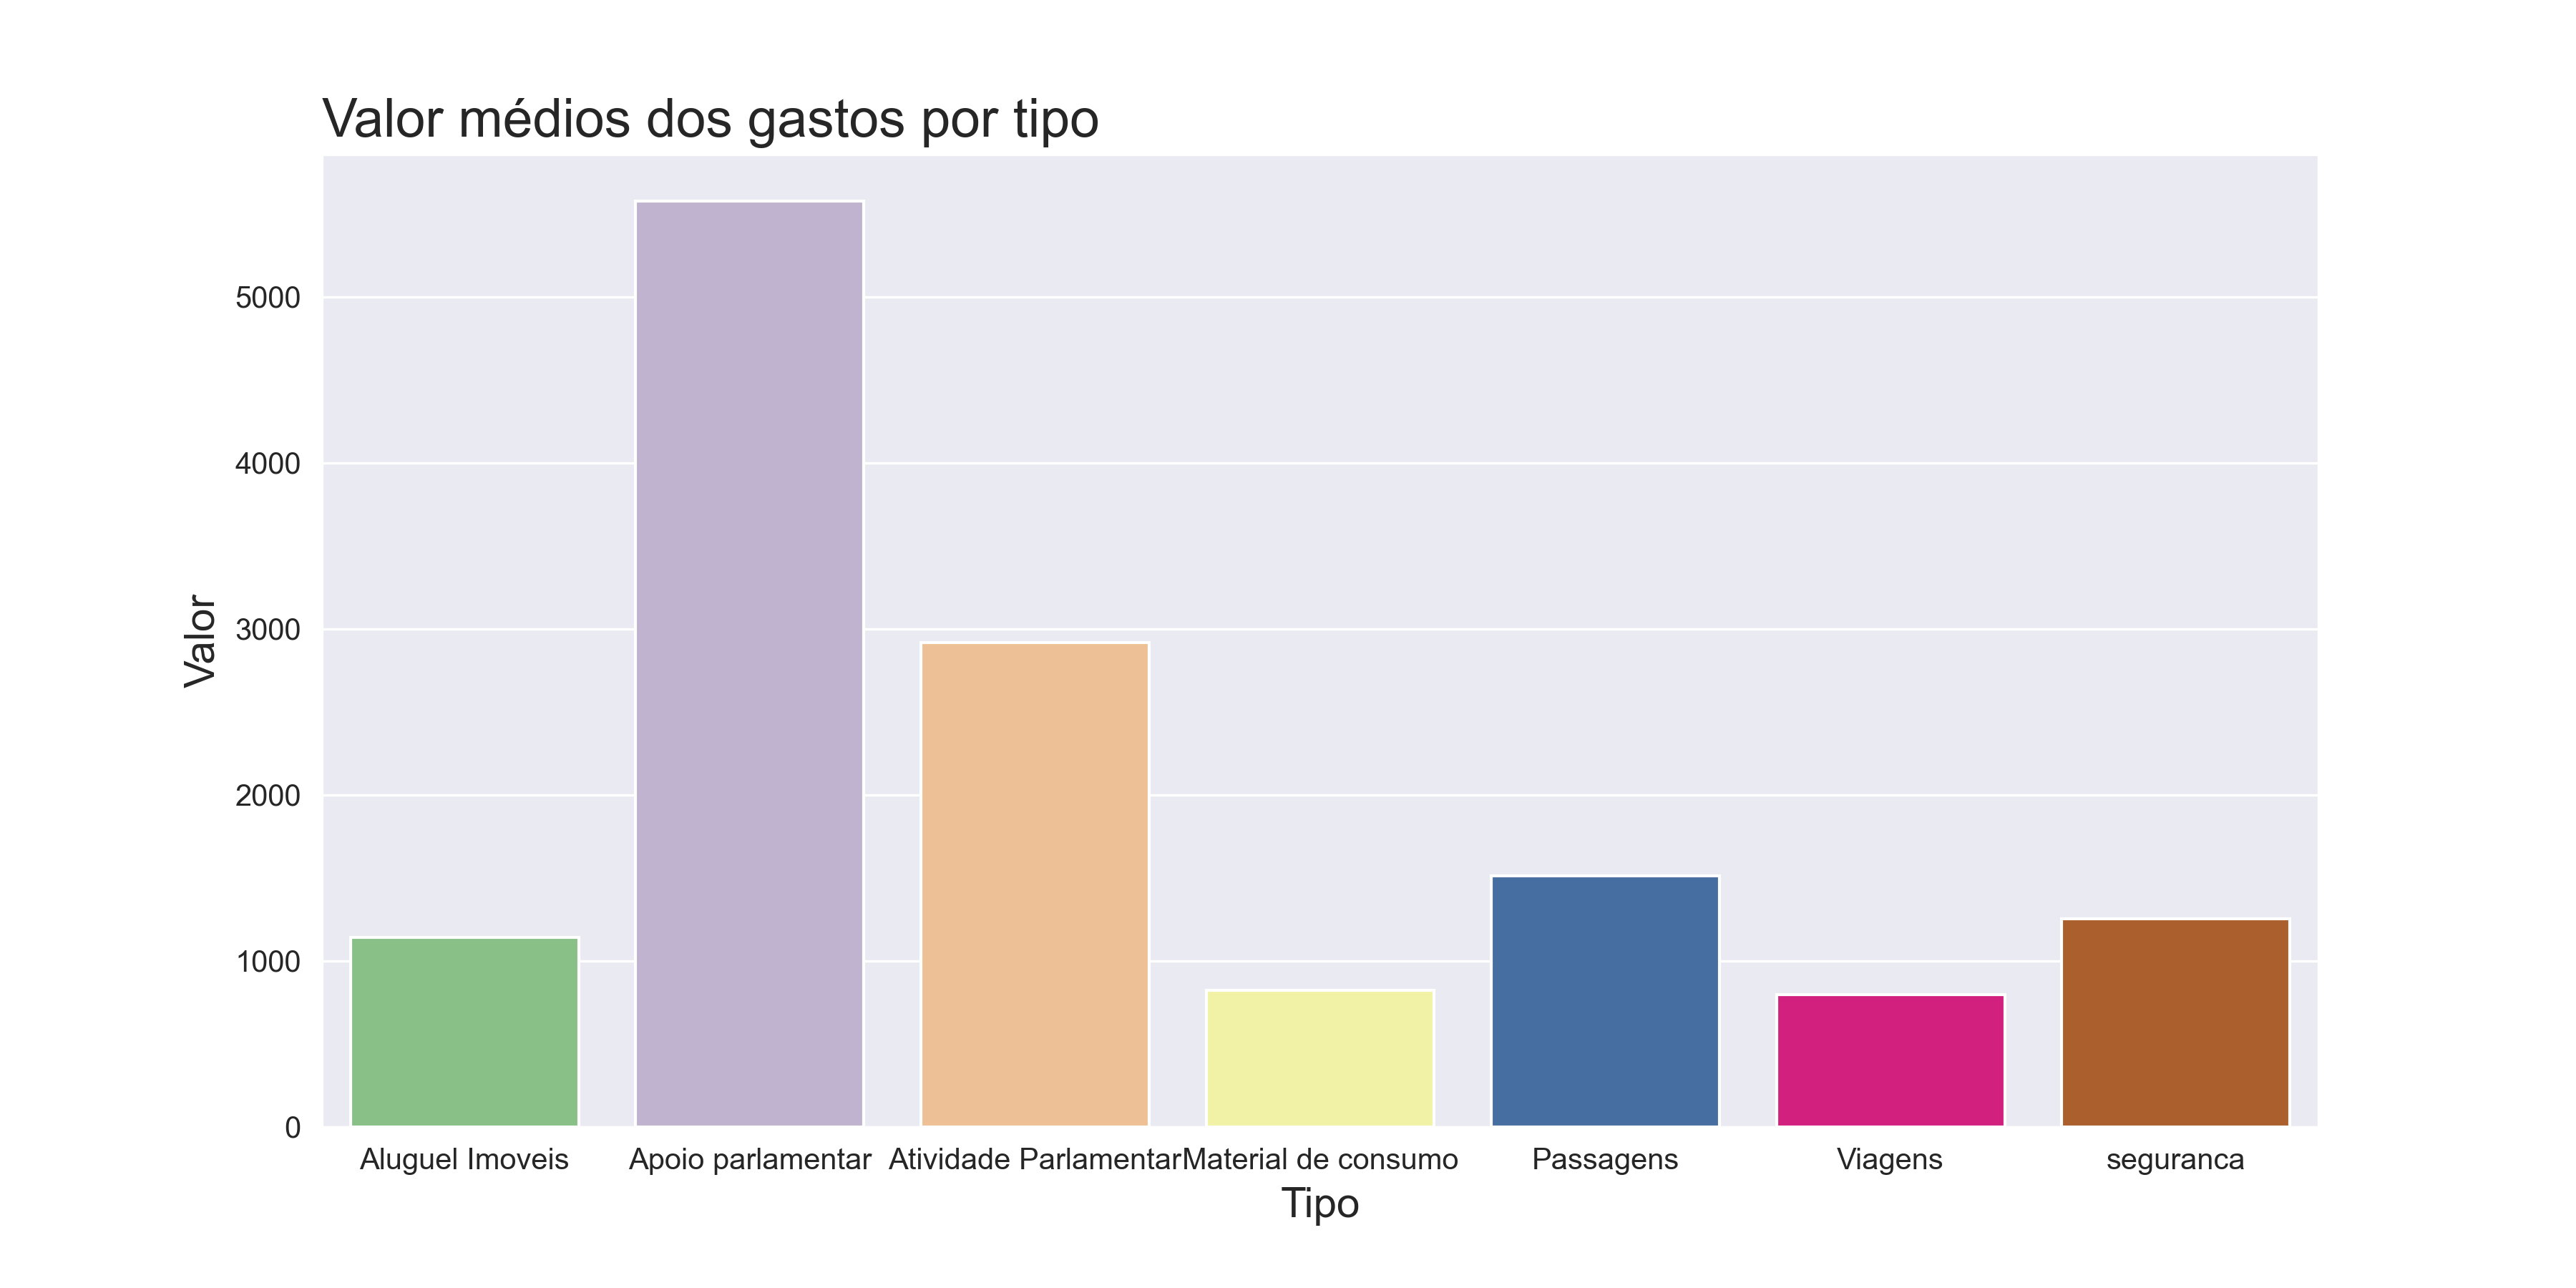 Valor médios dos gastos por tipo
5000
4000
3000
2000
1000
0
Valor
Aluguel Imoveis
Apoio parlamentar
Atividade Parlamentar
Material de consumo
Passagens
Viagens
seguranca
Tipo